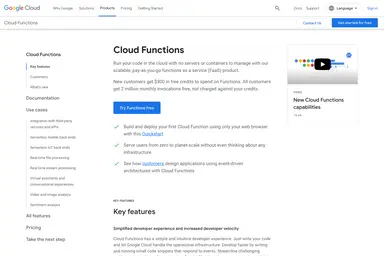 Google Cloud
Why Google
Solutions
Products
Pricing
Getting Started
Docs
Support
Language
Sign in
Cloud Functions
Contact Us
Get started for free
Cloud Functions
Key features
Customers
What's new
Documentation
Use cases
Integration with third-party
services and APIs
Serverless mobile back ends
Serverless IoT back ends
Real-time file processing
Real-time stream processing
Virtual assistants and
conversational experiences
Video and image analysis
Sentiment analysis
All features
Pricing
Take the next step
Cloud Functions
Run your code in the cloud with no servers or containers to manage with our
scalable, pay-as-you-go functions as a service (FaaS) product.
New customers get $300 in free credits to spend on Functions. All customers
get 2 million monthly invocations free, not charged against your credits.
Try Functions free
Build and deploy your first Cloud Function using only your web browser
with this Quickstart
Serve users from zero to planet-scale without even thinking about any
infrastructure
See how customers design applications using event-driven
architectures with Cloud Functions
VIDEO
New Cloud Functions
capabilities
KEY FEATURES
Key features
Simplified developer experience and increased developer velocity
Cloud Functions has a simple and intuitive developer experience. Just write your code
and let Google Cloud handle the operational infrastructure. Develop faster by writing
and running small code snippets that respond to events. Streamline challenging